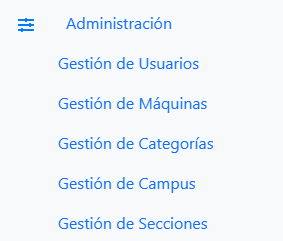 Administración
Gestión de Usuarios
Gestión de Máquinas
Gestión de Categorías
Gestión de Campus
Gestión de Secciones